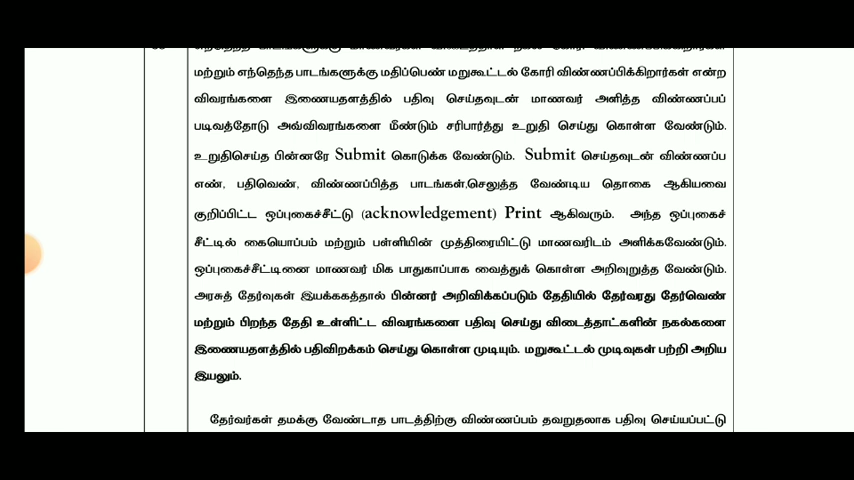 மற்றும் எந்தெந்த பாடங்களுக்கு மதிப்பெண் மறுகூட்டல் கோரி விண்ணப்பிக்கிறார்கள் என்ற
விவரங்களை இணையதளத்தில் பதிவு செய்தவுடன் மாணவர் அளித்த விண்ணப்பப்
படிவத்தோடு அவ்விவரங்களை மீண்டும் சரிபார்த்து உறுதி செய்து கொள்ள வேண்டும்.
உறுதிசெய்த பின்னரே Submit கொடுக்க வேண்டும். Submit செய்தவுடன் விண்ணப்ப
எண், பதிவெண், விண்ணப்பித்த பாடங்கள்,செலுத்த வேண்டிய தொகை ஆகியவை
குறிப்பிட்ட ஒப்புகைச்சீட்டு (acknowledgement) Print ஆகிவரும். அந்த ஒப்புகைச்
சீட்டில் கையொப்பம் மற்றும் பள்ளியின் முத்திரையிட்டு மாணவரிடம் அளிக்கவேண்டும்.
ஒப்புகைச்சீட்டினை மாணவர் மிக பாதுகாப்பாக வைத்துக் கொள்ள அறிவுறுத்த வேண்டும்.
அரசுத் தேர்வுகள் இயக்ககத்தால் பின்னர் அறிவிக்கப்படும் தேதியில் தேர்வரது தேர்வெண்
மற்றும் பிறந்த தேதி உள்ளிட்ட விவரங்களை பதிவு செய்து விடைத்தாட்களின் நகல்களை
இணையதளத்தில் பதிவிறக்கம் செய்து கொள்ள முடியும். மறுகூட்டல் முடிவுகள் பற்றி அறிய
இயலும்.
தேர்வர்கள் தமக்கு வேண்டாத பாடத்திற்கு விண்ணப்பம் தவறுதலாக பதிவு செய்யப்பட்டு